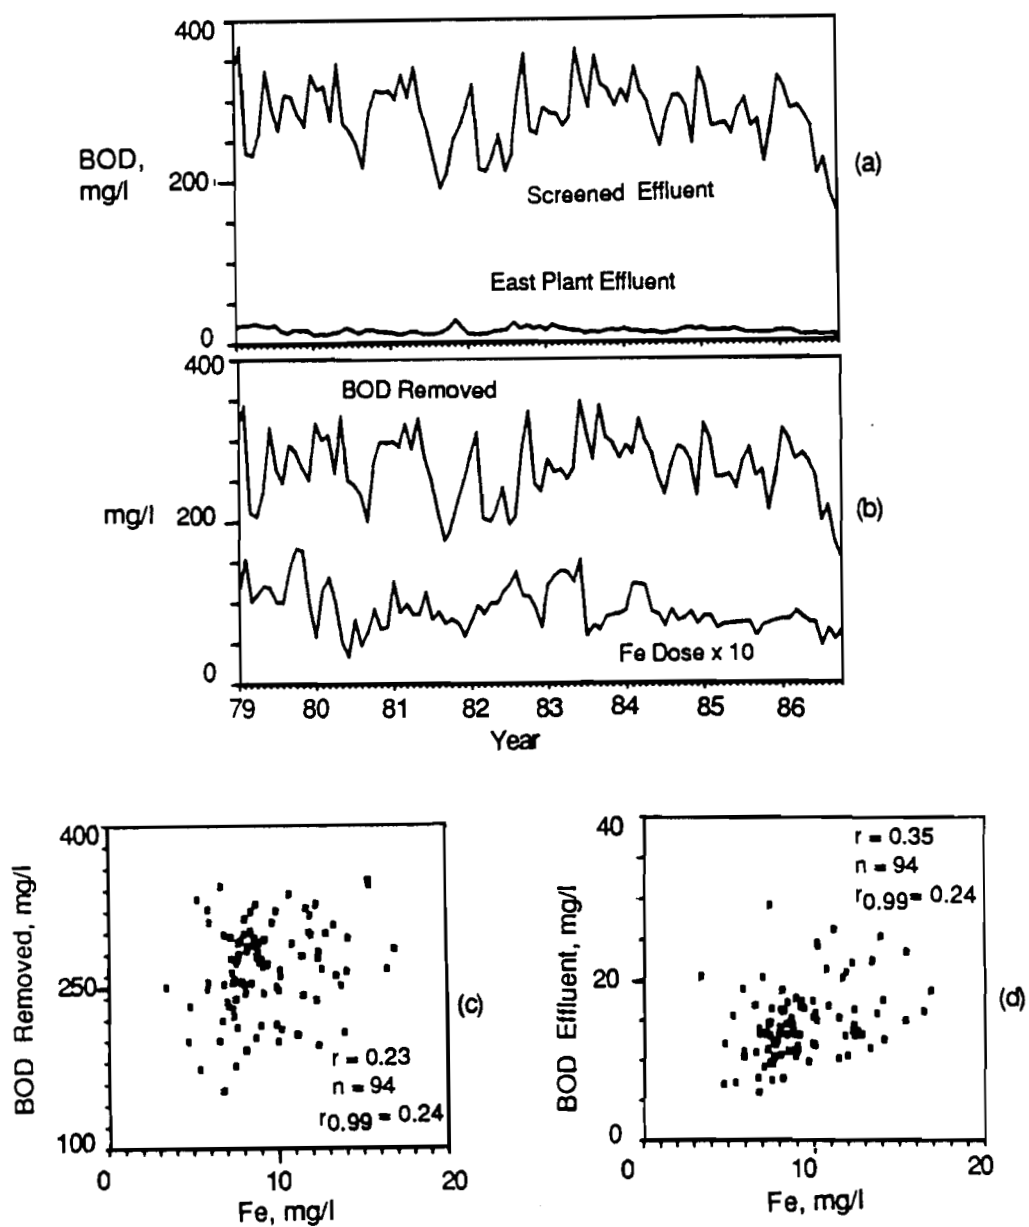 400
BOD,
mg/l
200
(a)
Screened Effluent
East Plant Effluent
0
400
BOD Removed
mg/l
200
(b)
Fe Dose x 10
0
79 80 81 82 83 84 85 86
Year
400
BOD Removed, mg/l
250
(c)
r = 0.23
n = 94
r0.99 = 0.24
100
0 10 20
Fe, mg/l
40
r = 0.35
n = 94
r0.99 = 0.24
BOD Effluent, mg/l
20
(d)
0
0 10 20
Fe, mg/l